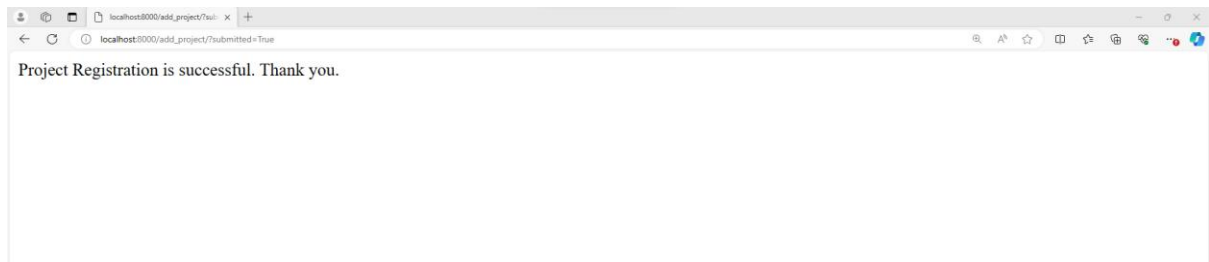 localhost:8000/add_project/?sub
localhost:8000/add_project/?submitted=True
Project Registration is successful. Thank you.